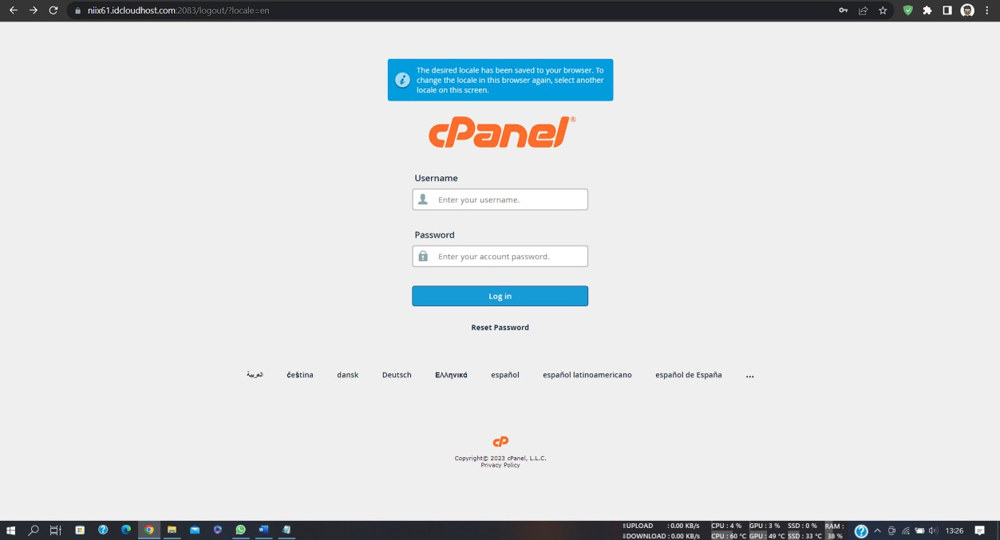 niix61.idcloudhost.com:2083/logout/?locale=en
The desired locale has been saved to your browser. To
change the locale in this browser again, select another
locale on this screen.
cPanel®
Username
Enter your username.
Password
Enter your account password.
Log in
Reset Password
العربية čeština dansk Deutsch Ελληνικά español español latinoamericano español de España ...
cP
Copyright© 2023 cPanel, L.L.C.
Privacy Policy
UPLOAD : 0.00 KB/s CPU : 4 % GPU : 3 % SSD : 0 % RAM :
DOWNLOAD : 0.00 KB/s CPU : 60 °C GPU : 49 °C SSD : 33 °C 38 %
13:26